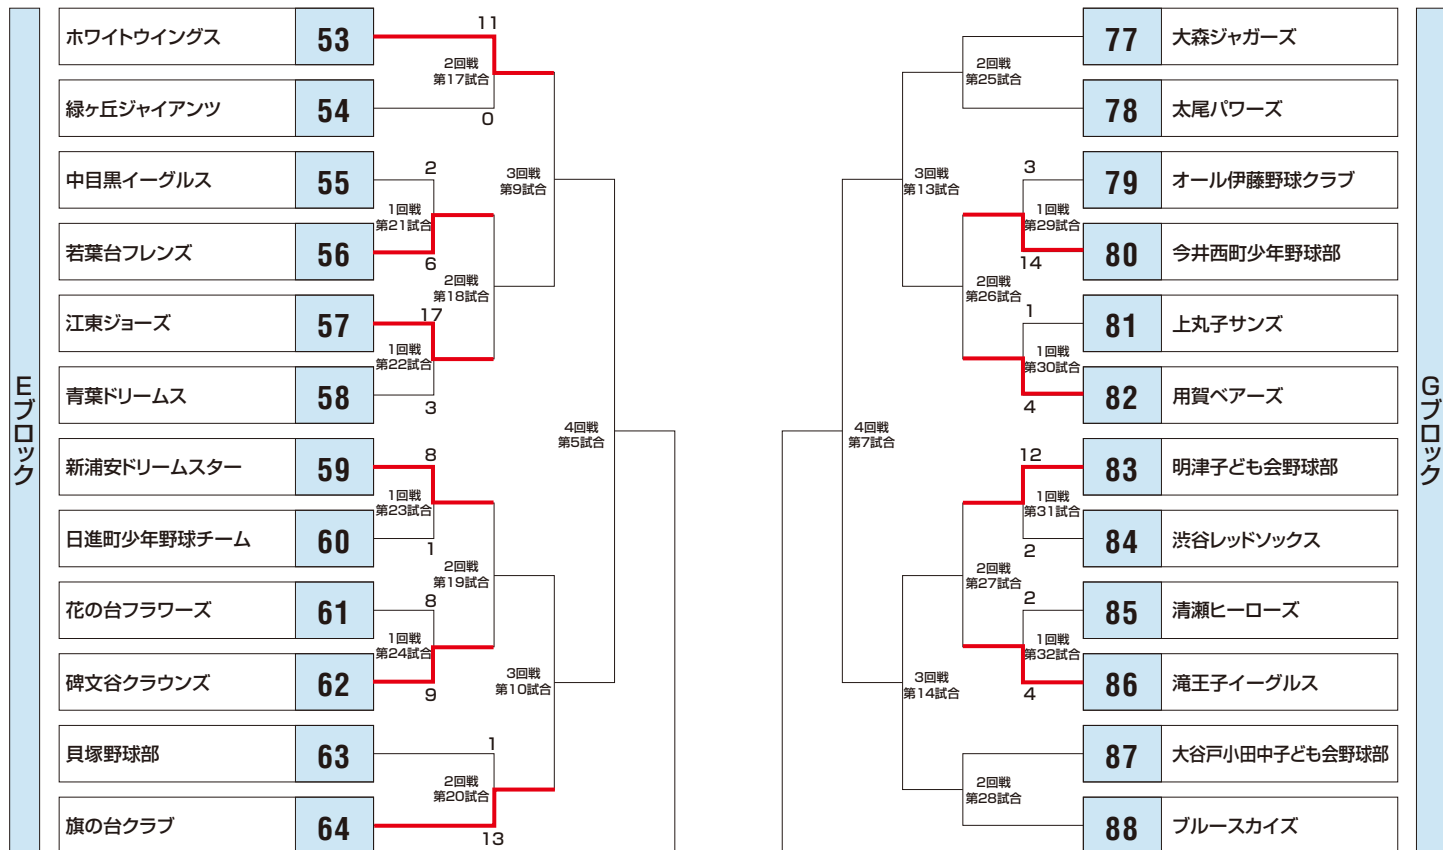 Eブロック
ホワイトウイングス 53
11
2回戦
第17試合
緑ヶ丘ジャイアンツ 54
0
中目黒イーグルス 55
2
1回戦
第21試合
若葉台フレンズ 56
6
3回戦
第9試合
2回戦
第18試合
江東ジョーズ 57
17
1回戦
第22試合
青葉ドリームス 58
3
4回戦
第5試合
新浦安ドリームスター 59
8
1回戦
第23試合
日進町少年野球チーム 60
1
2回戦
第19試合
花の台フラワーズ 61
8
1回戦
第24試合
碑文谷クラウンズ 62
9
3回戦
第10試合
貝塚野球部 63
1
2回戦
第20試合
旗の台クラブ 64
13
Gブロック
77 大森ジャガーズ
2回戦
第25試合
78 太尾パワーズ
3回戦
第13試合
3
79 オール伊藤野球クラブ
1回戦
第29試合
14
80 今井西町少年野球部
2回戦
第26試合
1
81 上丸子サンズ
1回戦
第30試合
4
82 用賀ベアーズ
4回戦
第7試合
12
83 明津子ども会野球部
1回戦
第31試合
2
84 渋谷レッドソックス
2回戦
第27試合
2
85 清瀬ヒーローズ
1回戦
第32試合
4
86 滝王子イーグルス
3回戦
第14試合
87 大谷戸小田中子ども会野球部
2回戦
第28試合
88 ブルースカイズ